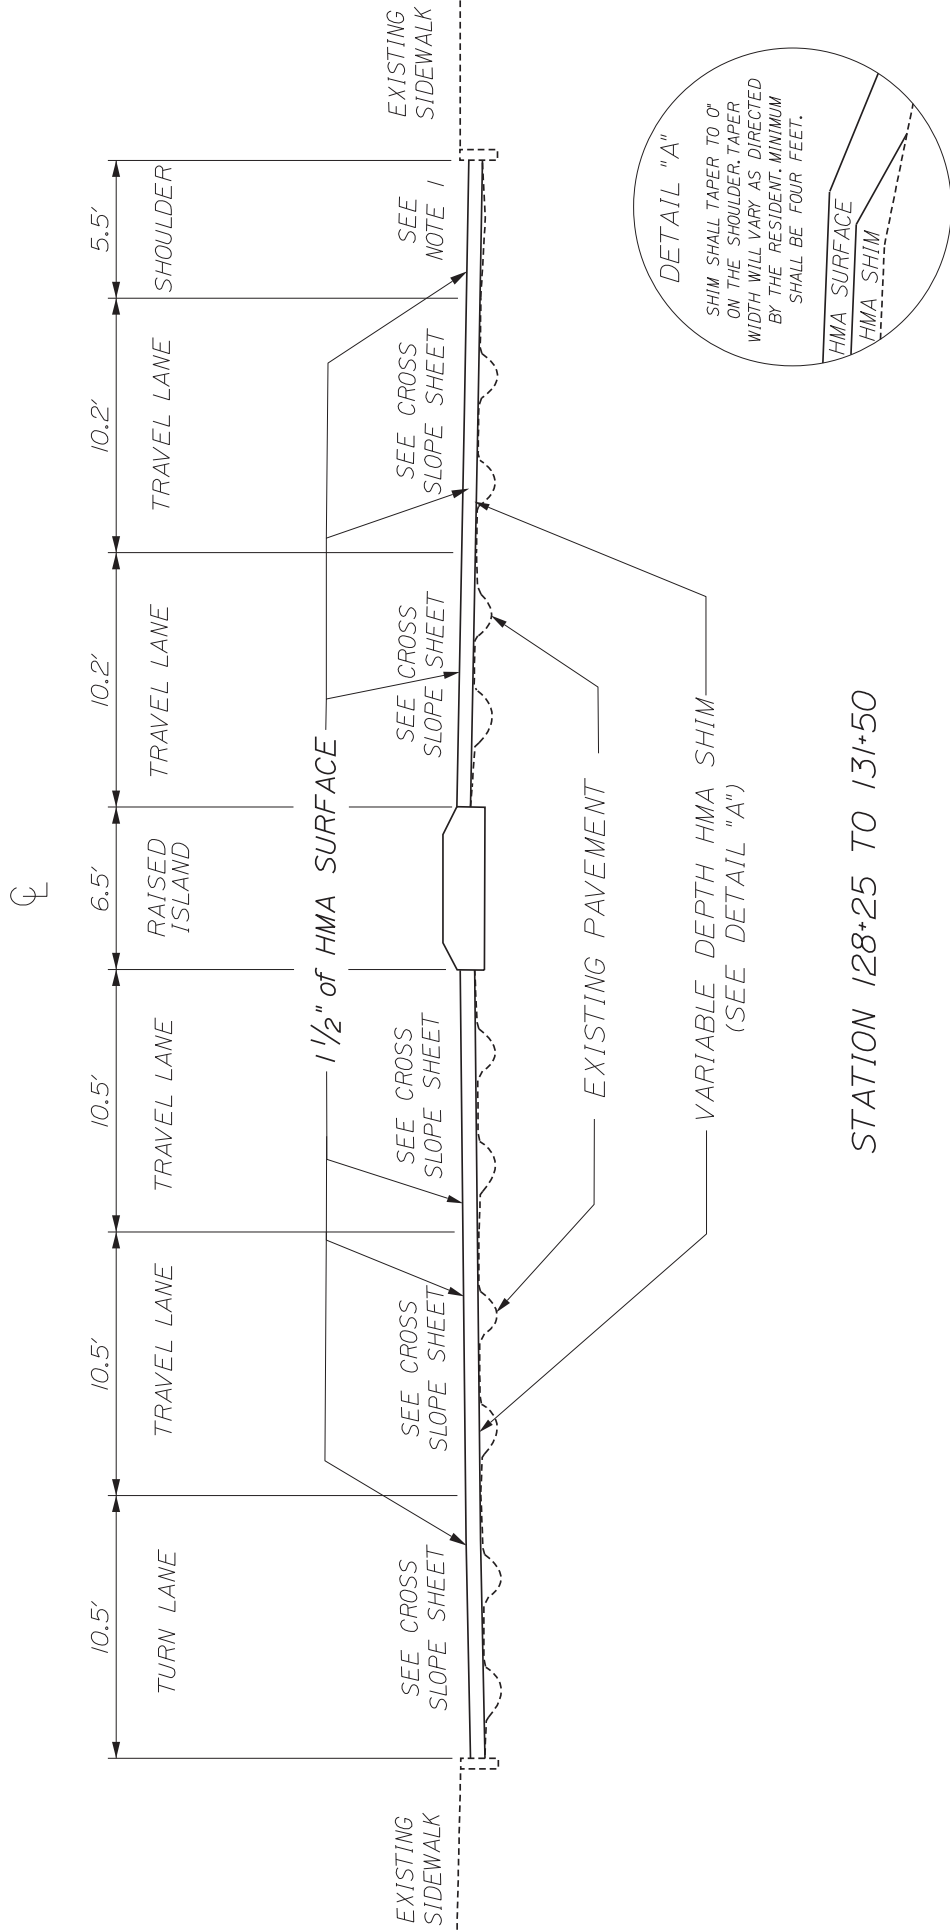 ℄
10.5'
10.5'
10.5'
6.5'
10.2'
10.2'
5.5'
TURN LANE
TRAVEL LANE
TRAVEL LANE
RAISED
ISLAND
TRAVEL LANE
TRAVEL LANE
SHOULDER
1 1/2" of HMA SURFACE
EXISTING
SIDEWALK
SEE CROSS
SLOPE SHEET
SEE CROSS
SLOPE SHEET
SEE CROSS
SLOPE SHEET
SEE CROSS
SLOPE SHEET
SEE CROSS
SLOPE SHEET
SEE
NOTE 1
EXISTING
SIDEWALK
EXISTING PAVEMENT
VARIABLE DEPTH HMA SHIM
(SEE DETAIL "A")
STATION 128+25 TO 131+50
DETAIL "A"
SHIM SHALL TAPER TO 0"
ON THE SHOULDER. TAPER
WIDTH WILL VARY AS DIRECTED
BY THE RESIDENT. MINIMUM
SHALL BE FOUR FEET.
HMA SURFACE
HMA SHIM